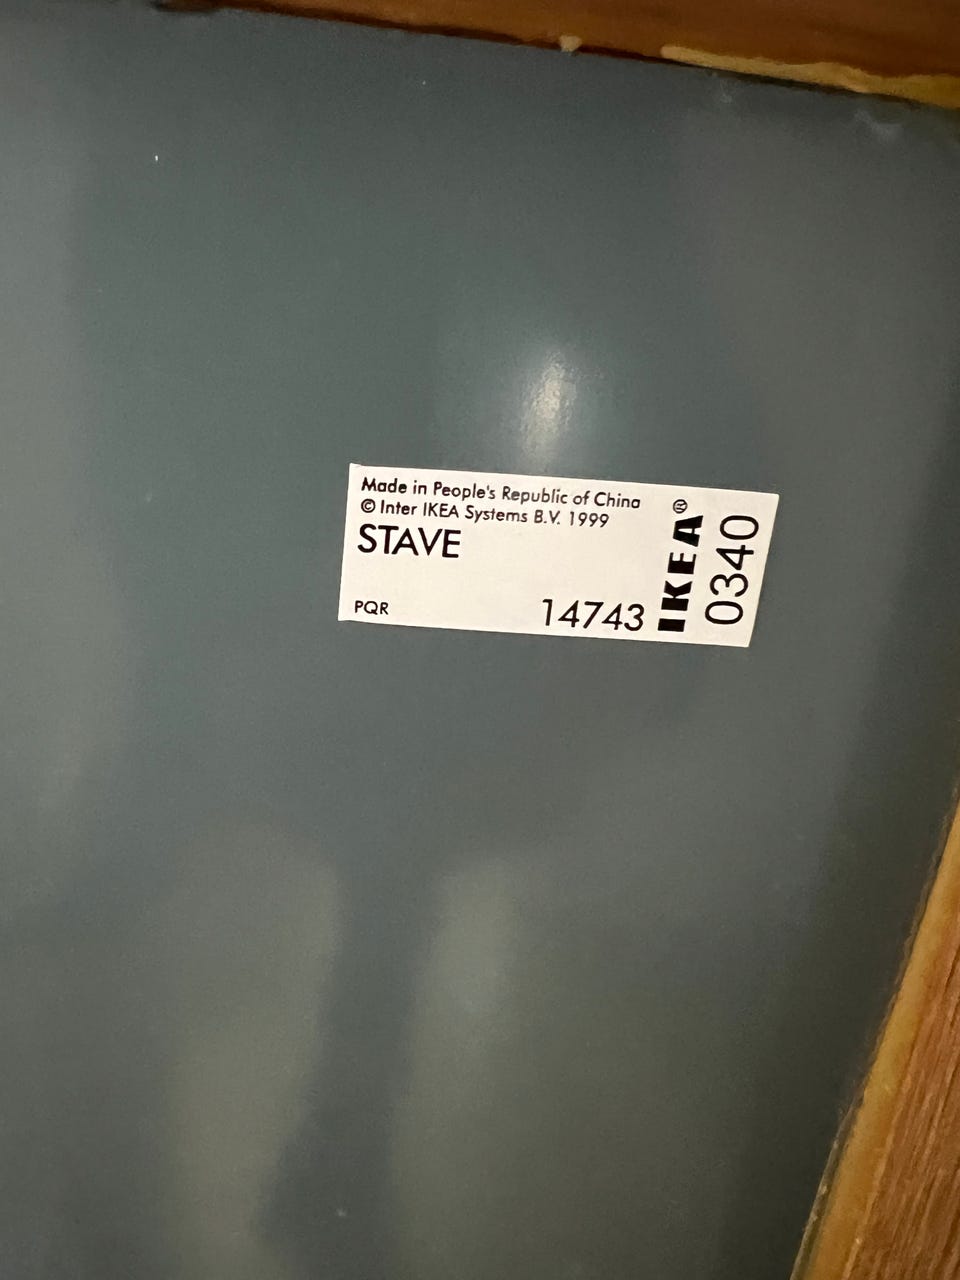 Made in People's Republic of China
© Inter IKEA Systems B.V. 1999
STAVE
PQR
14743
IKEA®
0340